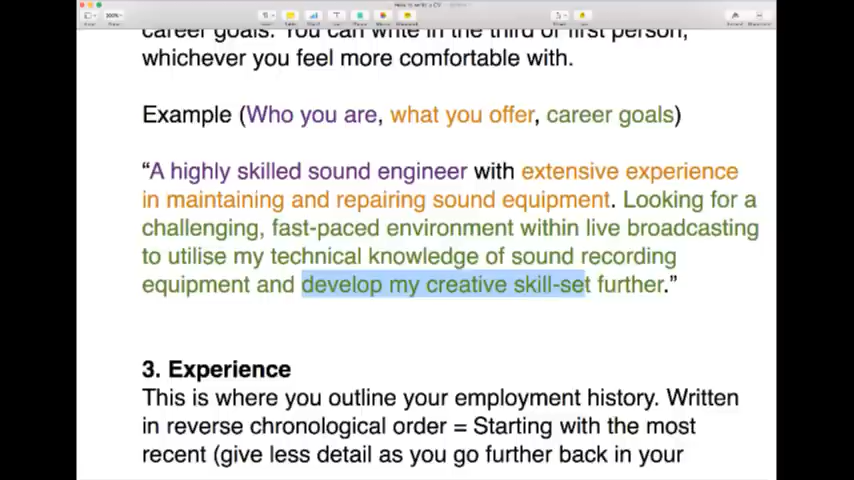 How to write a CV
career goals. You can write in the third or first person,
whichever you feel more comfortable with.
Example (Who you are, what you offer, career goals)
“A highly skilled sound engineer with extensive experience
in maintaining and repairing sound equipment. Looking for a
challenging, fast-paced environment within live broadcasting
to utilise my technical knowledge of sound recording
equipment and develop my creative skill-set further.”
3. Experience
This is where you outline your employment history. Written
in reverse chronological order = Starting with the most
recent (give less detail as you go further back in your